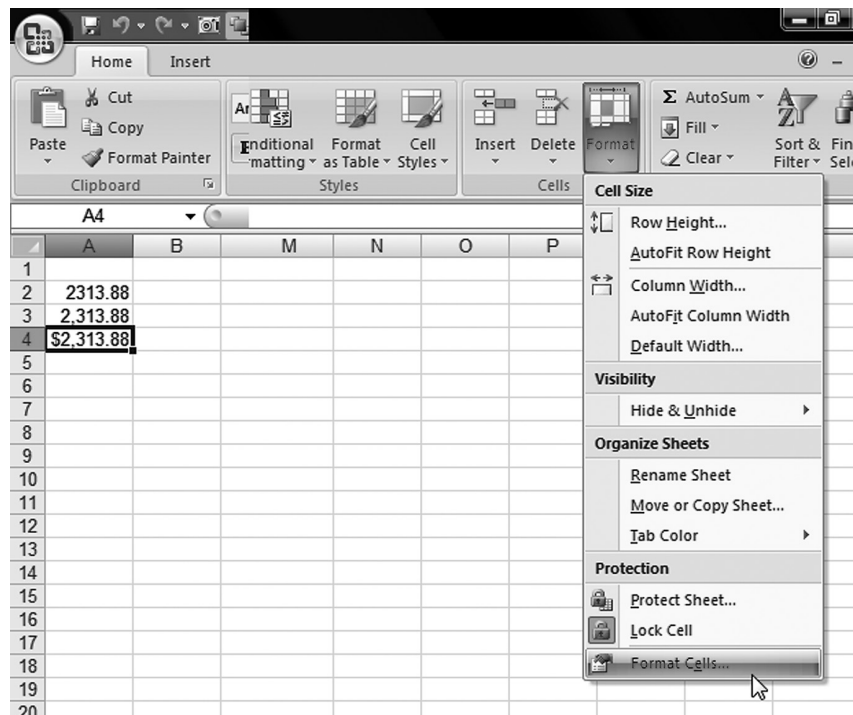 Home Insert
Cut
Copy
Format Painter
Paste
Clipboard
nditional Format Cell
matting as Table Styles
Styles
Insert Delete Format
Cells
Σ AutoSum
Fill
Clear
Sort &
Filter
A4
A B M N O P
1
2 2313.88
3 2,313.88
4 $2,313.88
5
6
7
8
9
10
11
12
13
14
15
16
17
18
19
20
Cell Size
Row Height...
AutoFit Row Height
Column Width...
AutoFit Column Width
Default Width...
Visibility
Hide & Unhide
Organize Sheets
Rename Sheet
Move or Copy Sheet...
Tab Color
Protection
Protect Sheet...
Lock Cell
Format Cells...